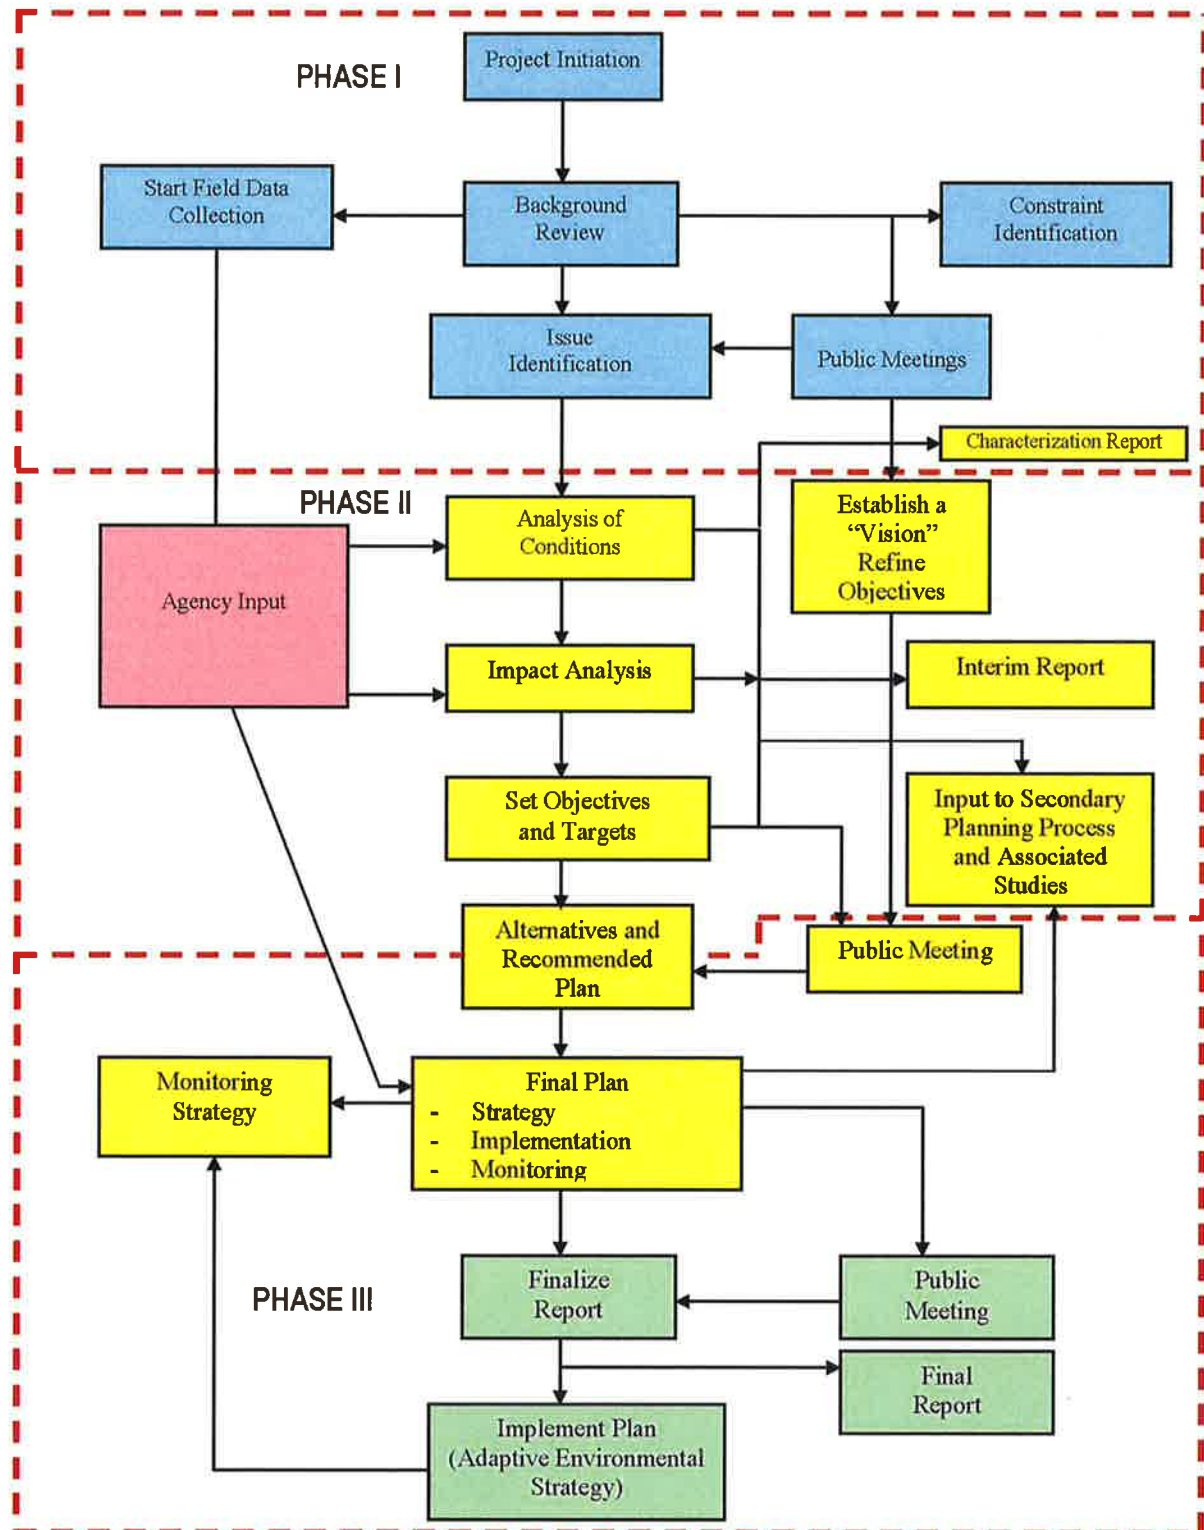 PHASE I
Project Initiation
Start Field Data
Collection
Background
Review
Constraint
Identification
Issue
Identification
Public Meetings
Characterization Report
PHASE II
Analysis of
Conditions
Establish a
“Vision”
Refine
Objectives
Agency Input
Impact Analysis
Interim Report
Set Objectives
and Targets
Input to Secondary
Planning Process
and Associated
Studies
Alternatives and
Recommended
Plan
Public Meeting
Monitoring
Strategy
Final Plan
- Strategy
- Implementation
- Monitoring
PHASE III
Finalize
Report
Public
Meeting
Final
Report
Implement Plan
(Adaptive Environmental
Strategy)